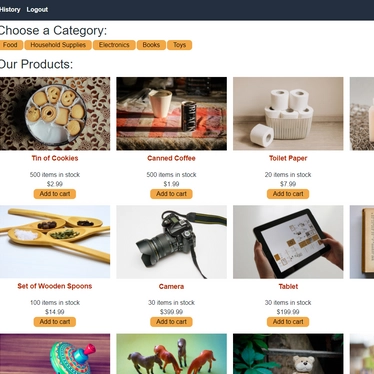 History Logout
Choose a Category:
Food Household Supplies Electronics Books Toys
Our Products:
Tin of Cookies Canned Coffee Toilet Paper
500 items in stock 500 items in stock 20 items in stock
$2.99 $1.99 $7.99
Add to cart Add to cart Add to cart
Set of Wooden Spoons Camera Tablet
100 items in stock 30 items in stock 30 items in stock
$14.99 $399.99 $199.99
Add to cart Add to cart Add to cart